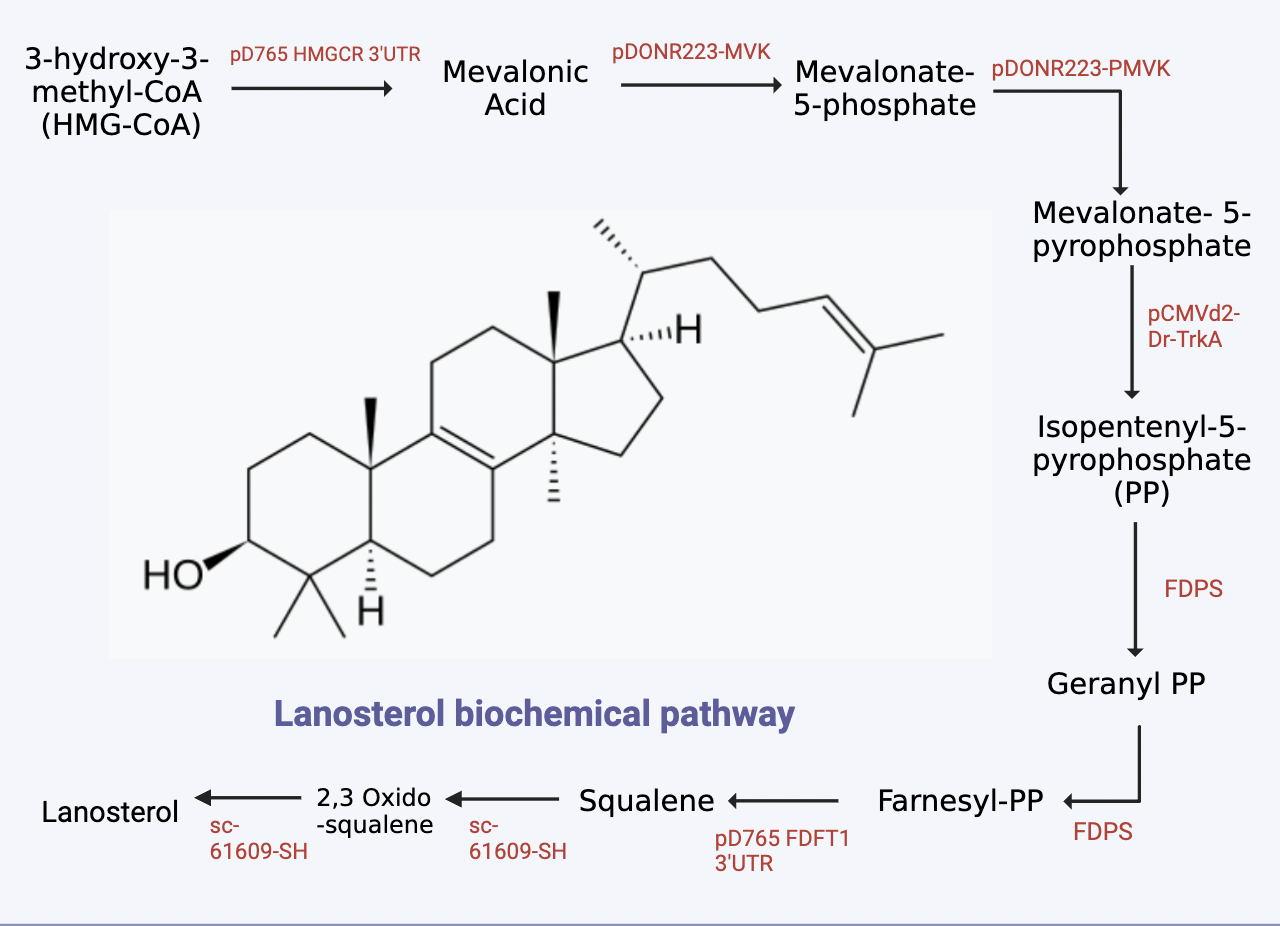 3-hydroxy-3-
methyl-CoA
(HMG-CoA)
pD765 HMGCR 3'UTR
Mevalonic
Acid
pDONR223-MVK
Mevalonate-
5-phosphate
pDONR223-PMVK
Mevalonate- 5-
pyrophosphate
pCMVd2-
Dr-TrkA
Isopentenyl-5-
pyrophosphate
(PP)
FDPS
Geranyl PP
FDPS
Farnesyl-PP
pD765 FDFT1
3'UTR
Squalene
sc-
61609-SH
2,3 Oxido
-squalene
sc-
61609-SH
Lanosterol
H
HO
H
Lanosterol biochemical pathway